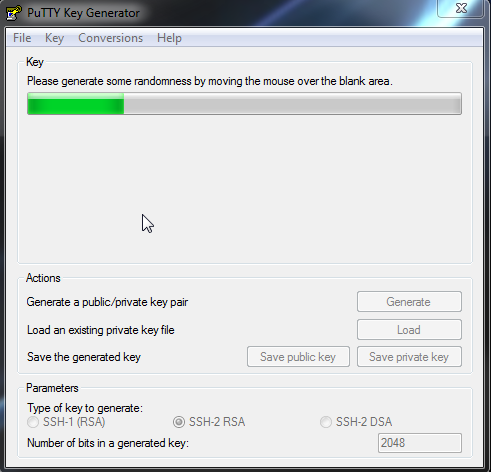 PuTTY Key Generator
File Key Conversions Help
Key
Please generate some randomness by moving the mouse over the blank area.
Actions
Generate a public/private key pair
Generate
Load an existing private key file
Load
Save the generated key
Save public key
Save private key
Parameters
Type of key to generate:
SSH-1 (RSA)
SSH-2 RSA
SSH-2 DSA
Number of bits in a generated key:
2048